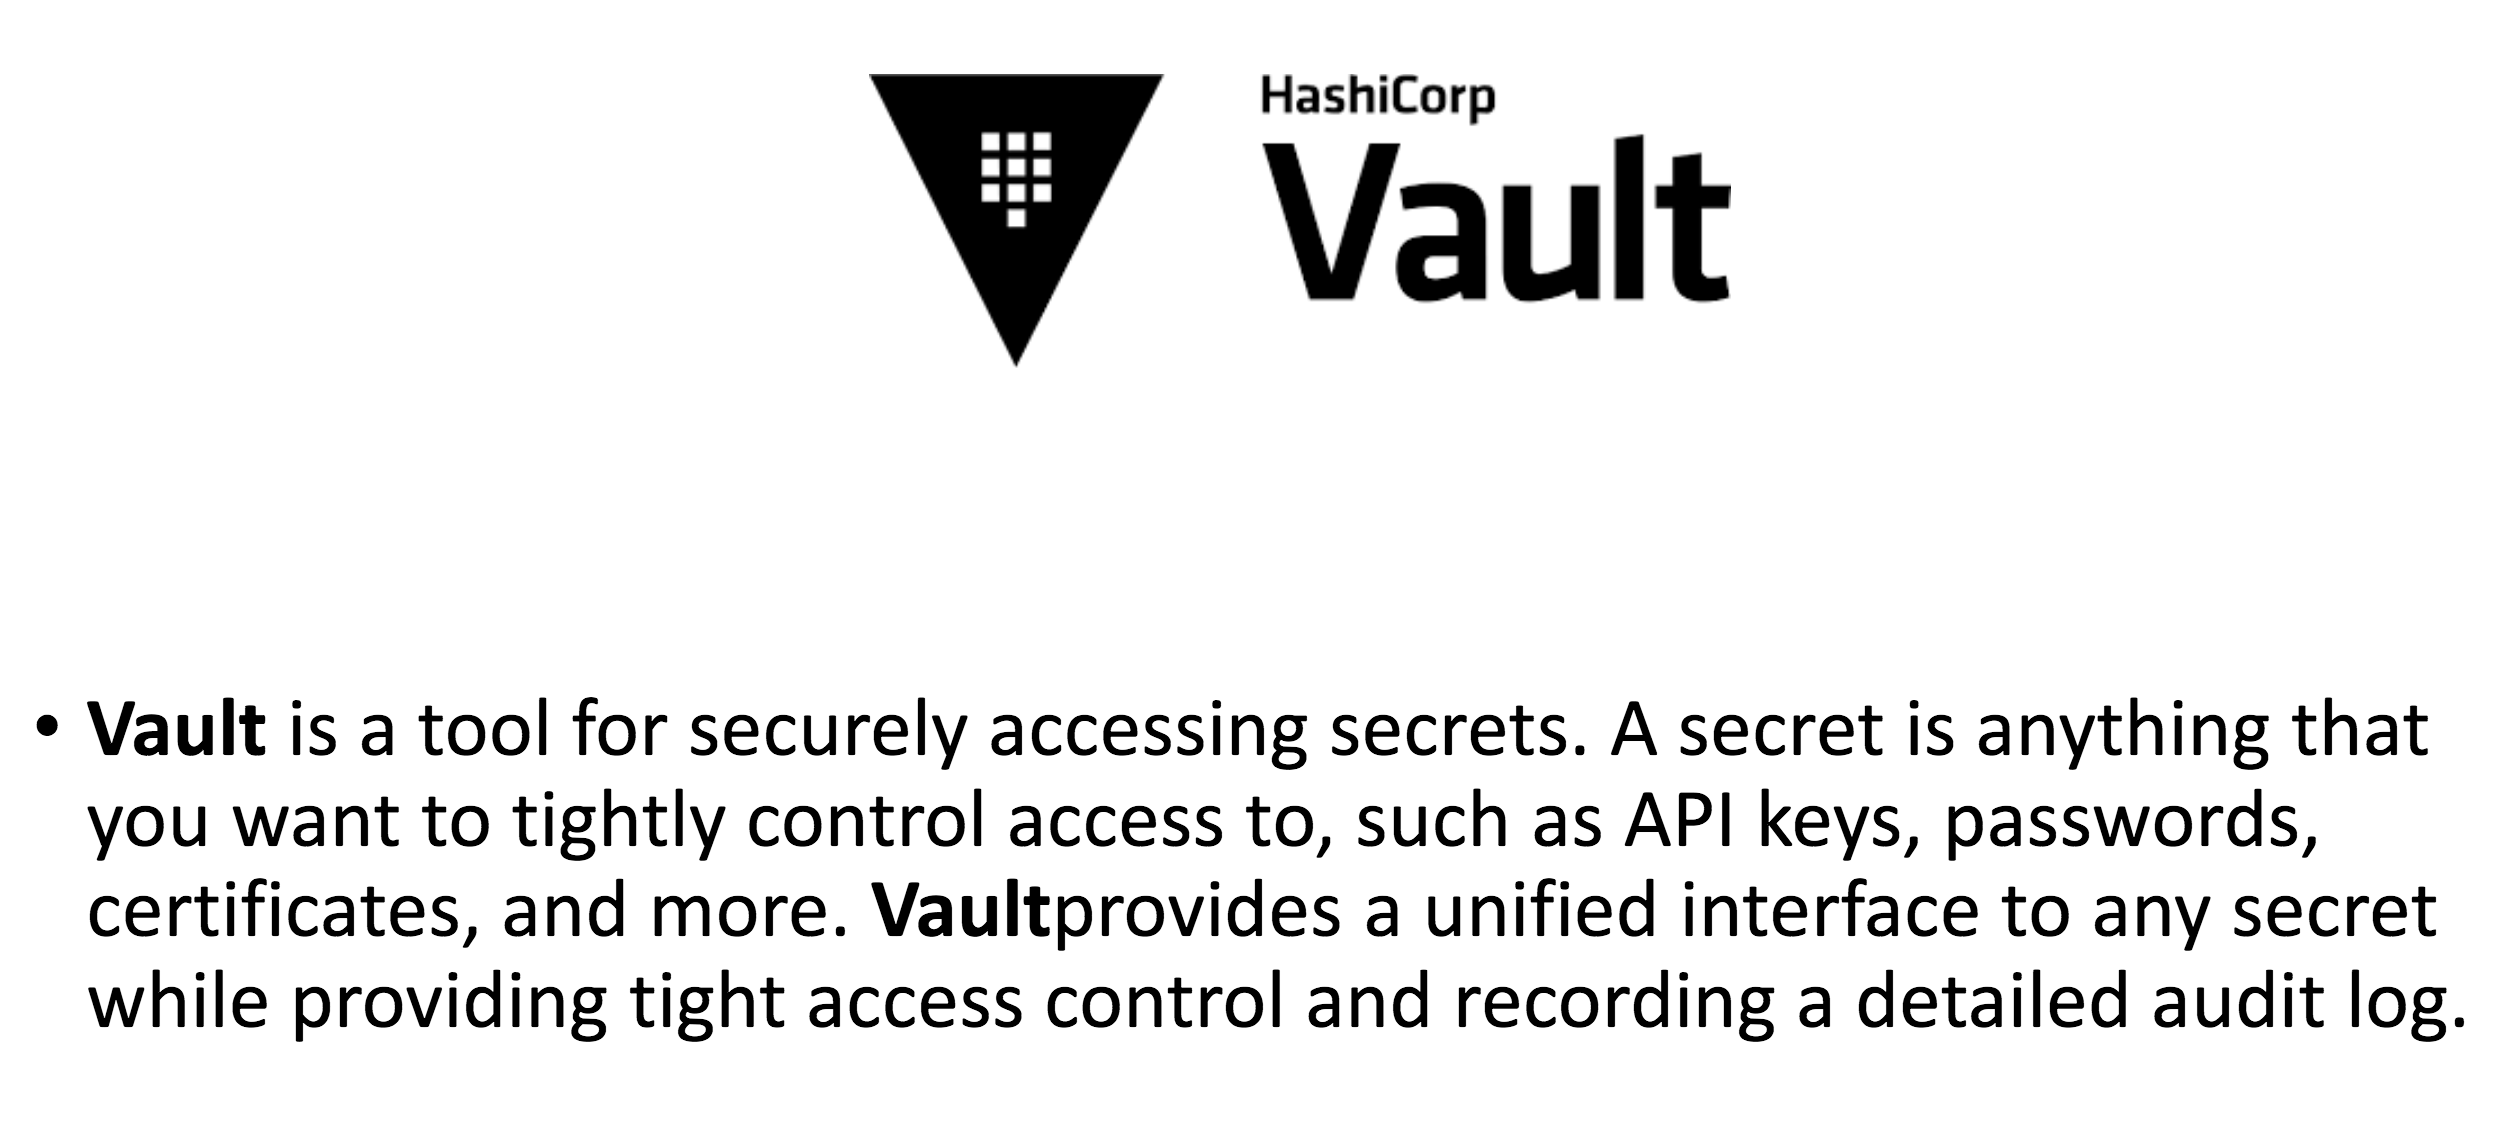 HashiCorp
Vault
• Vault is a tool for securely accessing secrets. A secret is anything that
you want to tightly control access to, such as API keys, passwords,
certificates, and more. Vaultprovides a unified interface to any secret
while providing tight access control and recording a detailed audit log.